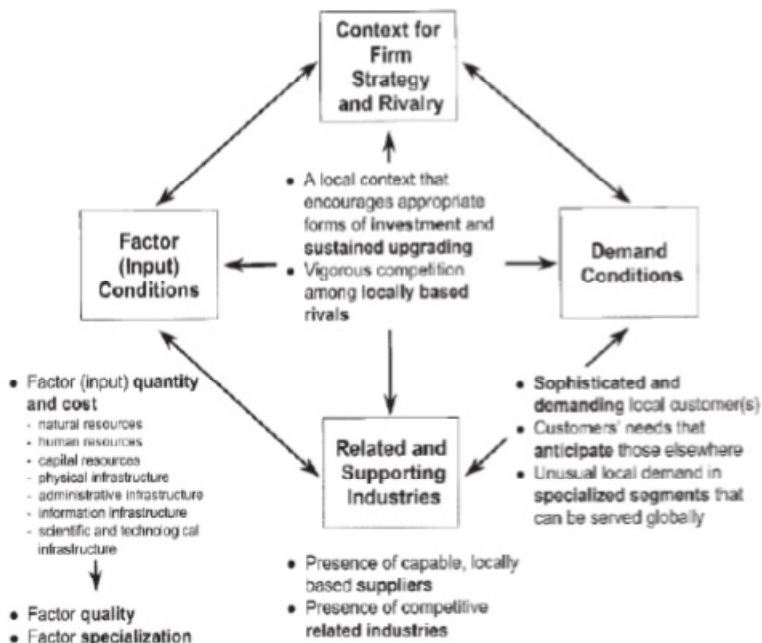 Context for
Firm
Strategy
and Rivalry
• A local context that
encourages appropriate
forms of investment and
sustained upgrading
• Vigorous competition
among locally based
rivals
Factor
(Input)
Conditions
Demand
Conditions
• Factor (input) quantity
and cost
- natural resources
- human resources
- capital resources
- physical infrastructure
- administrative infrastructure
- information infrastructure
- scientific and technological
infrastructure
• Factor quality
• Factor specialization
Related and
Supporting
Industries
• Presence of capable, locally
based suppliers
• Presence of competitive
related industries
• Sophisticated and
demanding local customer(s)
• Customers' needs that
anticipate those elsewhere
• Unusual local demand in
specialized segments that
can be served globally